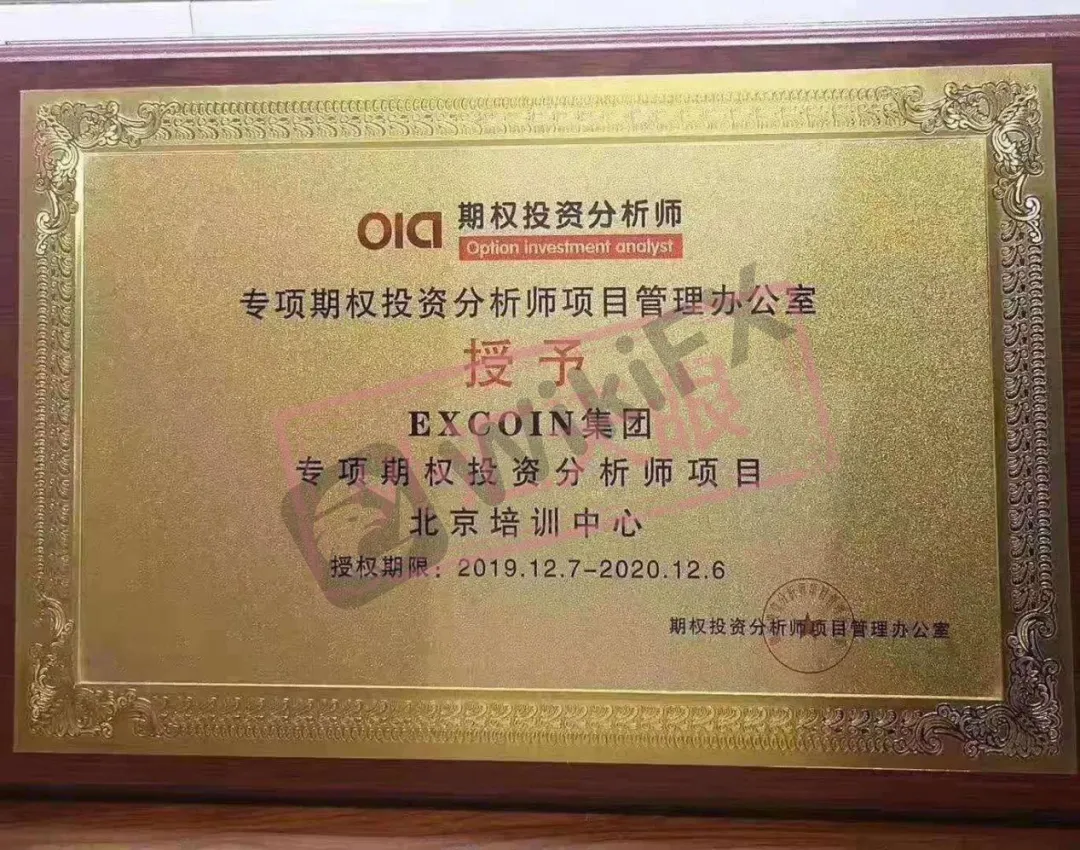 oia 期权投资分析师
Option investment analyst
专项期权投资分析师项目管理办公室
授予
EXCOIN集团
专项期权投资分析师项目
北京培训中心
授权期限：2019.12.7-2020.12.6
期权投资分析师项目管理办公室
WikiFX